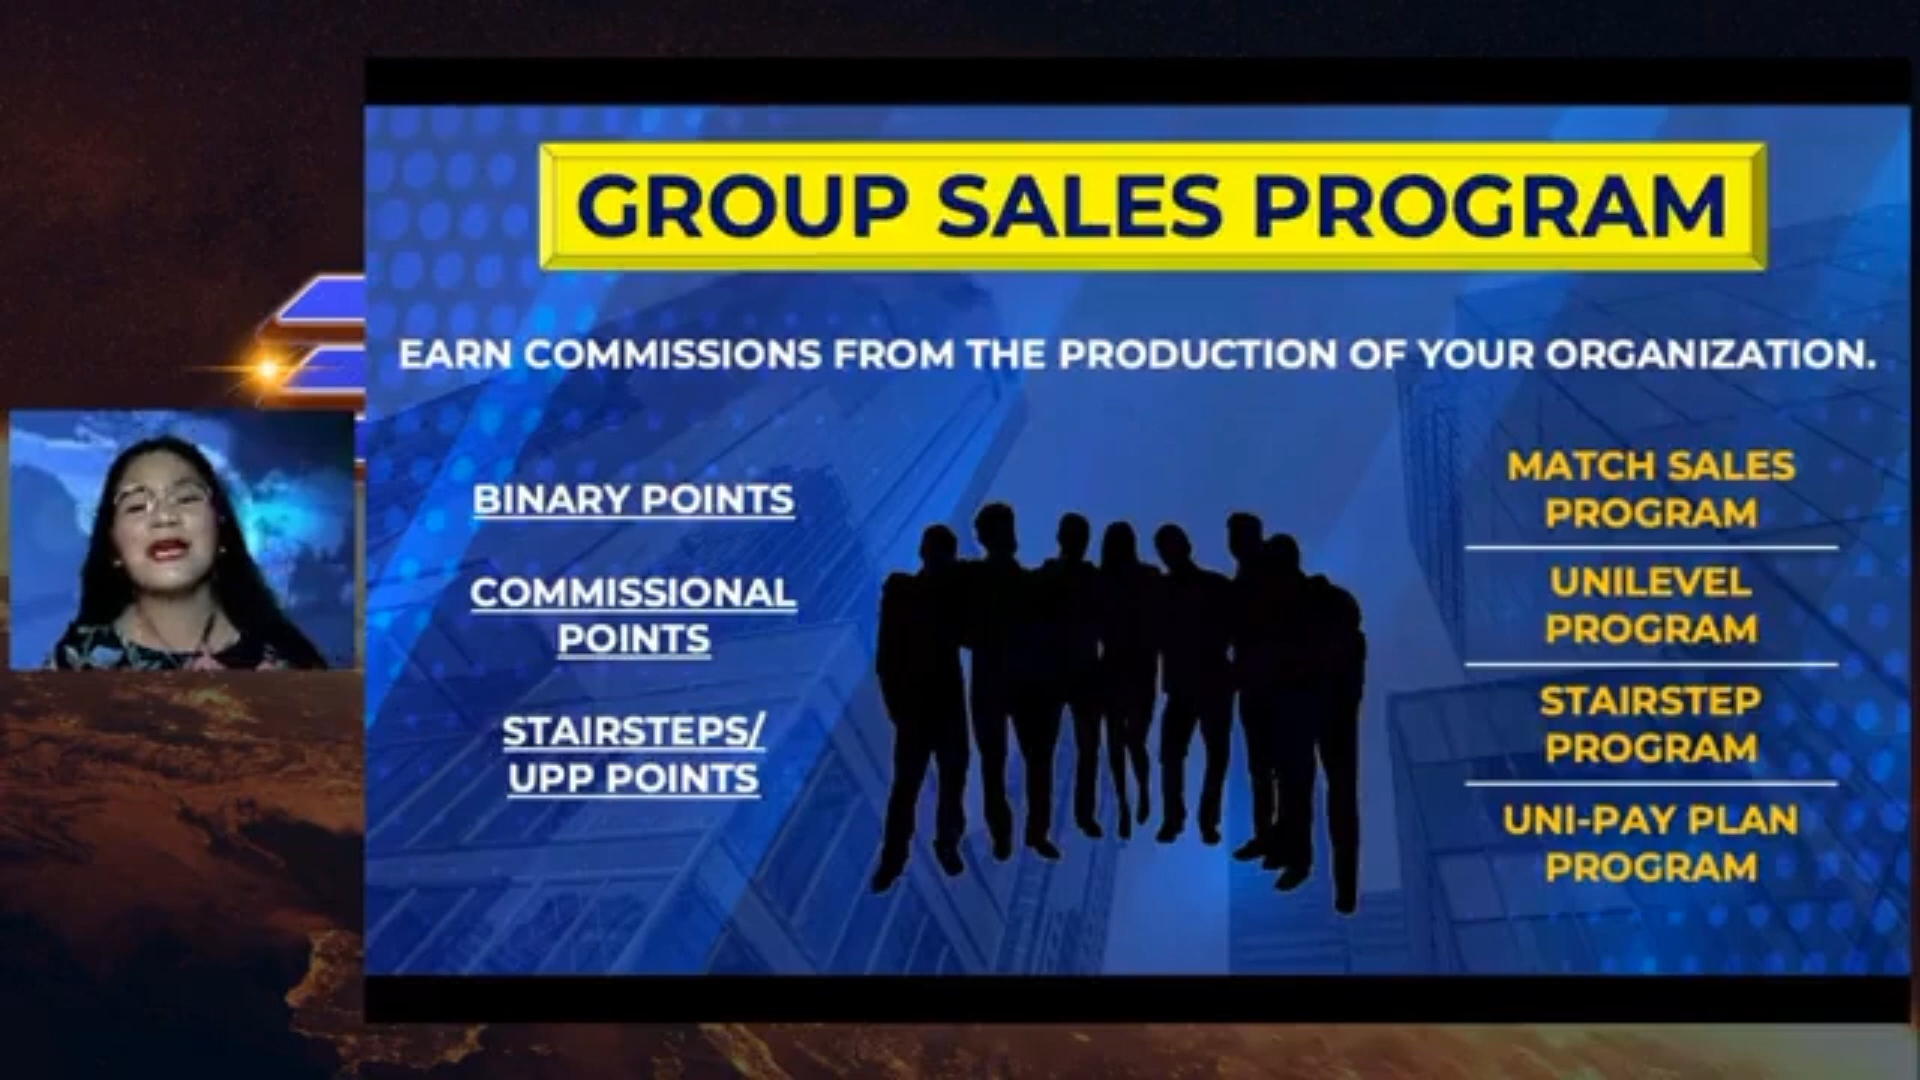 GROUP SALES PROGRAM
EARN COMMISSIONS FROM THE PRODUCTION OF YOUR ORGANIZATION.
BINARY POINTS
COMMISSIONAL
POINTS
STAIRSTEPS/
UPP POINTS
MATCH SALES
PROGRAM
UNILEVEL
PROGRAM
STAIRSTEP
PROGRAM
UNI-PAY PLAN
PROGRAM